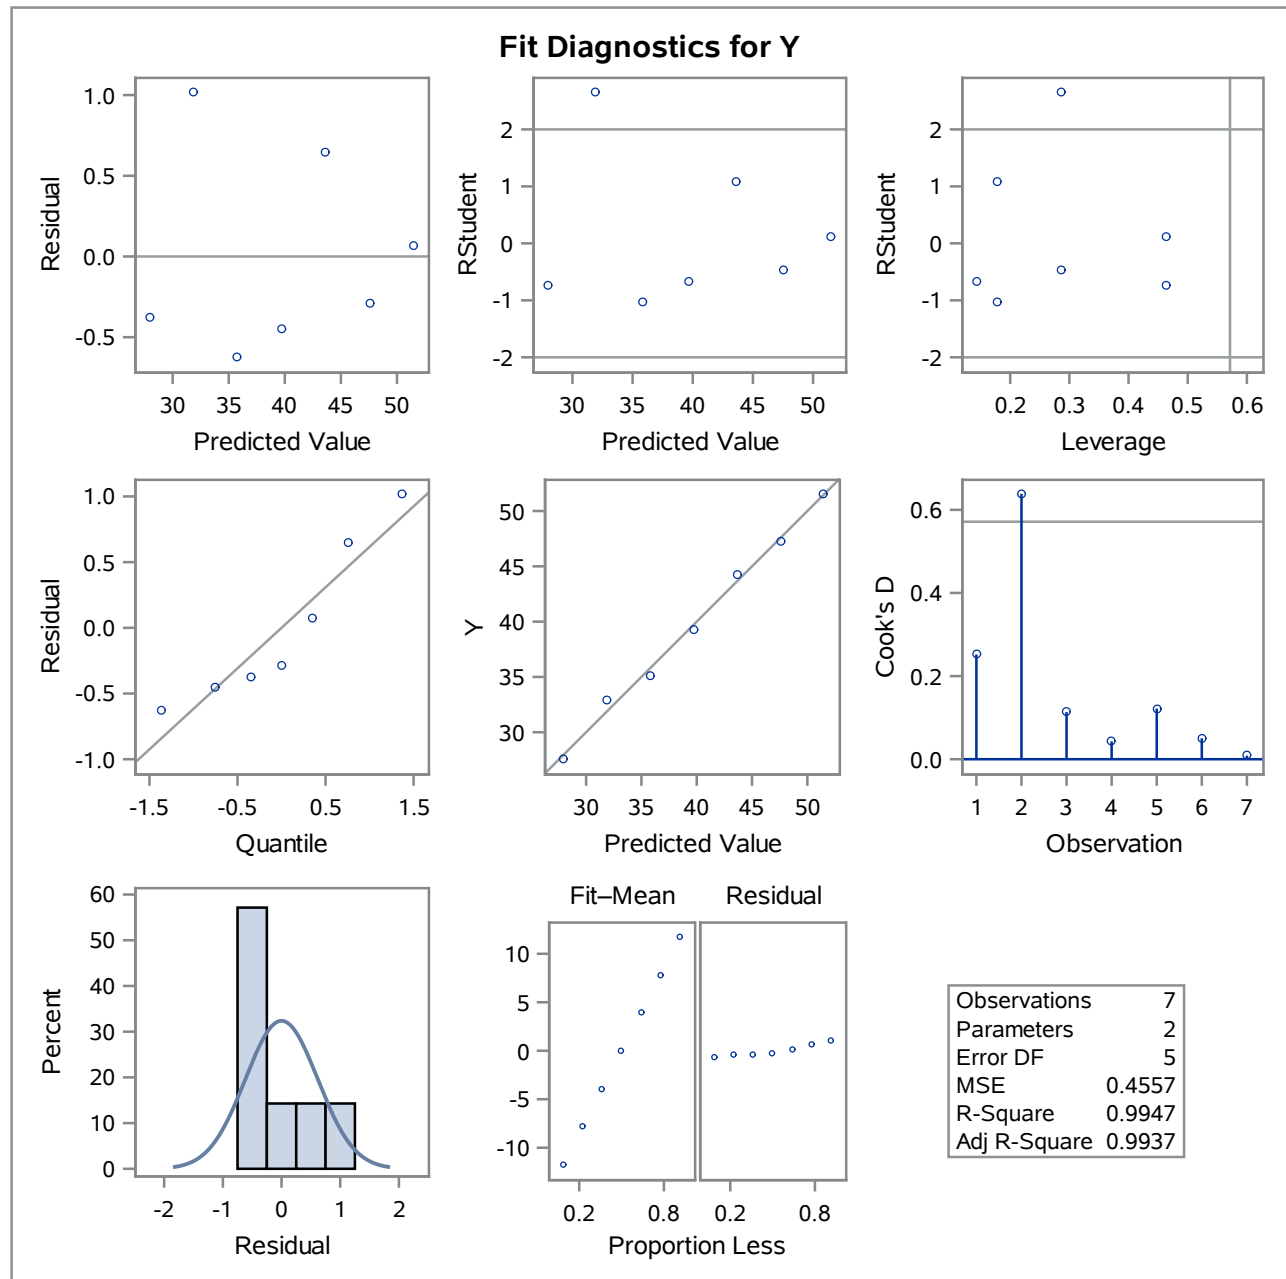 Fit Diagnostics for Y
1.0
0.5
0.0
-0.5
Residual
30 35 40 45 50
Predicted Value
2
1
0
-1
-2
RStudent
30 35 40 45 50
Predicted Value
2
1
0
-1
-2
RStudent
0.2 0.3 0.4 0.5 0.6
Leverage
1.0
0.5
0.0
-0.5
-1.0
Residual
-1.5 -0.5 0.5 1.5
Quantile
50
45
40
35
30
Y
30 35 40 45 50
Predicted Value
0.6
0.4
0.2
0.0
Cook's D
1 2 3 4 5 6 7
Observation
60
50
40
30
20
10
0
Percent
-2 -1 0 1 2
Residual
Fit–Mean Residual
10
5
0
-5
-10
0.2 0.8 0.2 0.8
Proportion Less
Observations 7
Parameters 2
Error DF 5
MSE 0.4557
R-Square 0.9947
Adj R-Square 0.9937